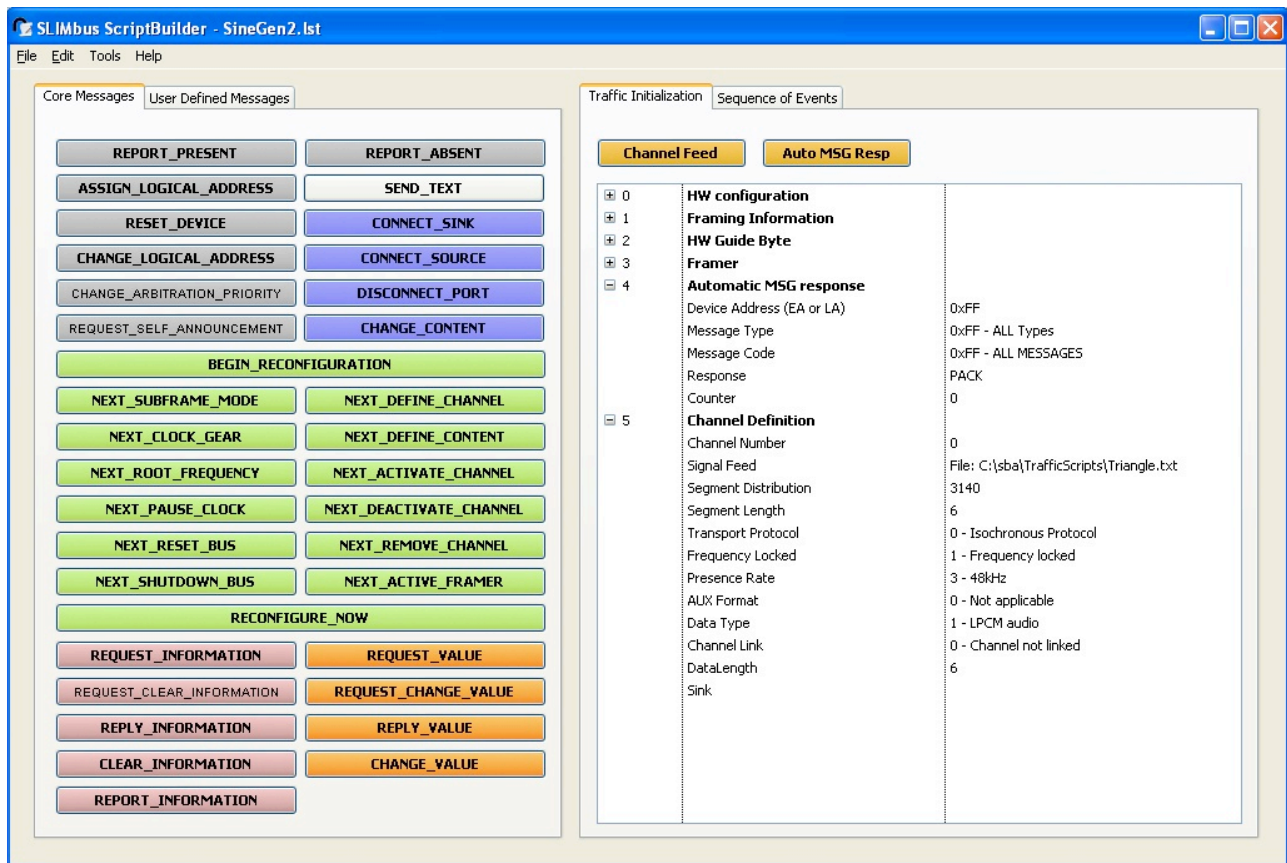 SLIMbus ScriptBuilder - SineGen2.lst
File Edit Tools Help
Core Messages User Defined Messages
REPORT_PRESENT REPORT_ABSENT
ASSIGN_LOGICAL_ADDRESS SEND_TEXT
RESET_DEVICE CONNECT_SINK
CHANGE_LOGICAL_ADDRESS CONNECT_SOURCE
CHANGE_ARBITRATION_PRIORITY DISCONNECT_PORT
REQUEST_SELF_ANNOUNCEMENT CHANGE_CONTENT
BEGIN_RECONFIGURATION
NEXT_SUBFRAME_MODE NEXT_DEFINE_CHANNEL
NEXT_CLOCK_GEAR NEXT_DEFINE_CONTENT
NEXT_ROOT_FREQUENCY NEXT_ACTIVATE_CHANNEL
NEXT_PAUSE_CLOCK NEXT_DEACTIVATE_CHANNEL
NEXT_RESET_BUS NEXT_REMOVE_CHANNEL
NEXT_SHUTDOWN_BUS NEXT_ACTIVE_FRAMER
RECONFIGURE_NOW
REQUEST_INFORMATION REQUEST_VALUE
REQUEST_CLEAR_INFORMATION REQUEST_CHANGE_VALUE
REPLY_INFORMATION REPLY_VALUE
CLEAR_INFORMATION CHANGE_VALUE
REPORT_INFORMATION
Traffic Initialization Sequence of Events
Channel Feed Auto MSG Resp
0 HW configuration
1 Framing Information
2 HW Guide Byte
3 Framer
4 Automatic MSG response
Device Address (EA or LA) 0xFF
Message Type 0xFF - ALL Types
Message Code 0xFF - ALL MESSAGES
Response PACK
Counter 0
5 Channel Definition
Channel Number 0
Signal Feed File: C:\sba\TrafficScripts\Triangle.txt
Segment Distribution 3140
Segment Length 6
Transport Protocol 0 - Isochronous Protocol
Frequency Locked 1 - Frequency locked
Presence Rate 3 - 48kHz
AUX Format 0 - Not applicable
Data Type 1 - LPCM audio
Channel Link 0 - Channel not linked
DataLength 6
Sink